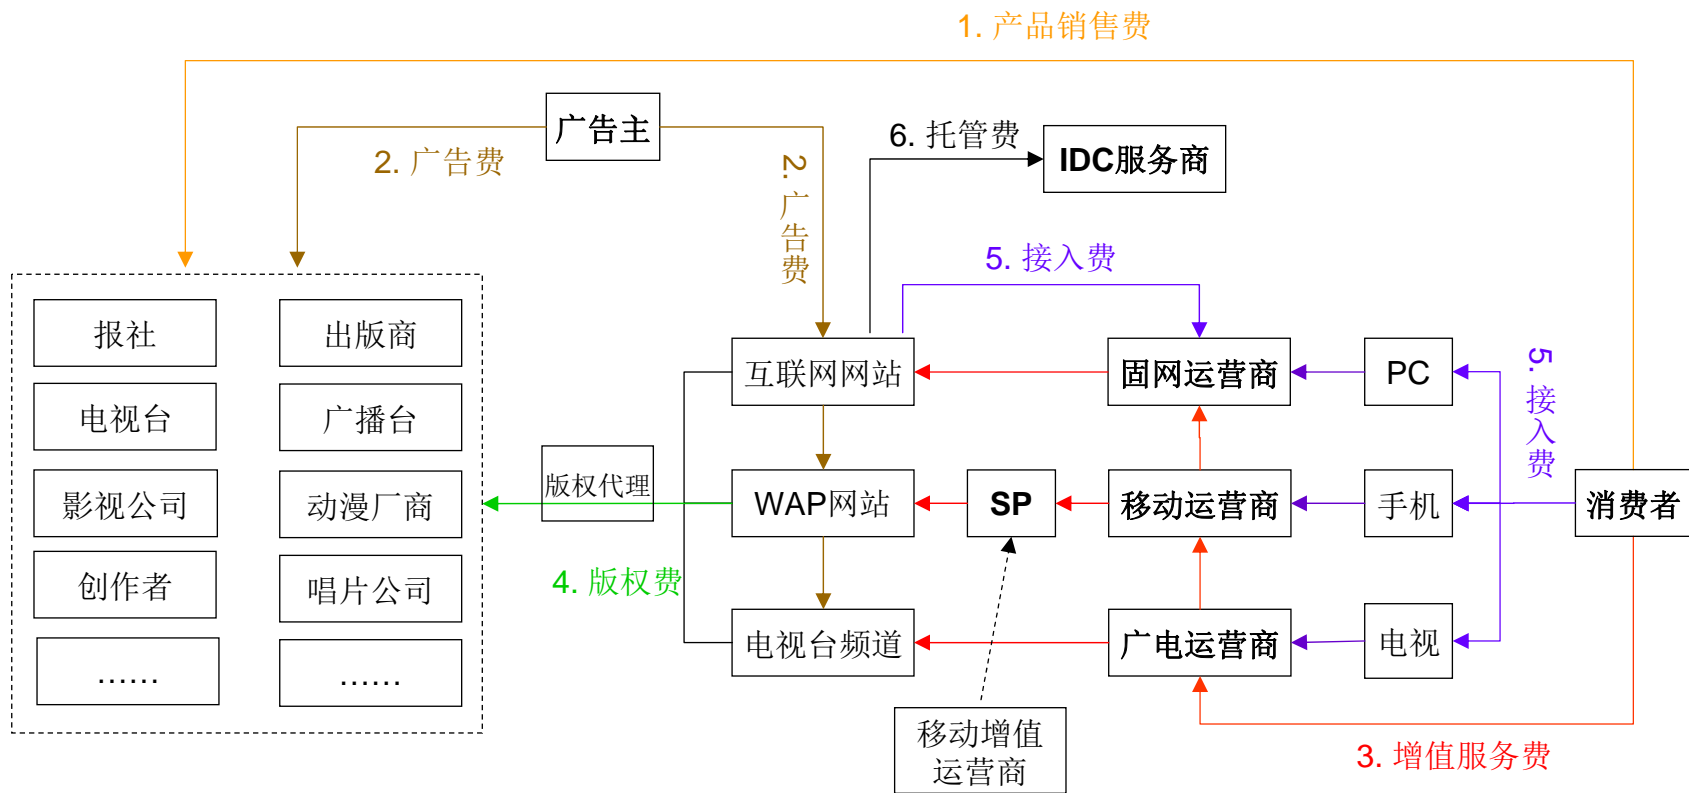 1. 产品销售费
广告主
2. 广告费
2. 广告费
6. 托管费
IDC服务商
5. 接入费
报社
出版商
互联网网站
固网运营商
PC
5. 接入费
电视台
广播台
版权代理
影视公司
动漫厂商
WAP网站
SP
移动运营商
手机
消费者
创作者
唱片公司
4. 版权费
电视台频道
广电运营商
电视
......
......
移动增值
运营商
3. 增值服务费